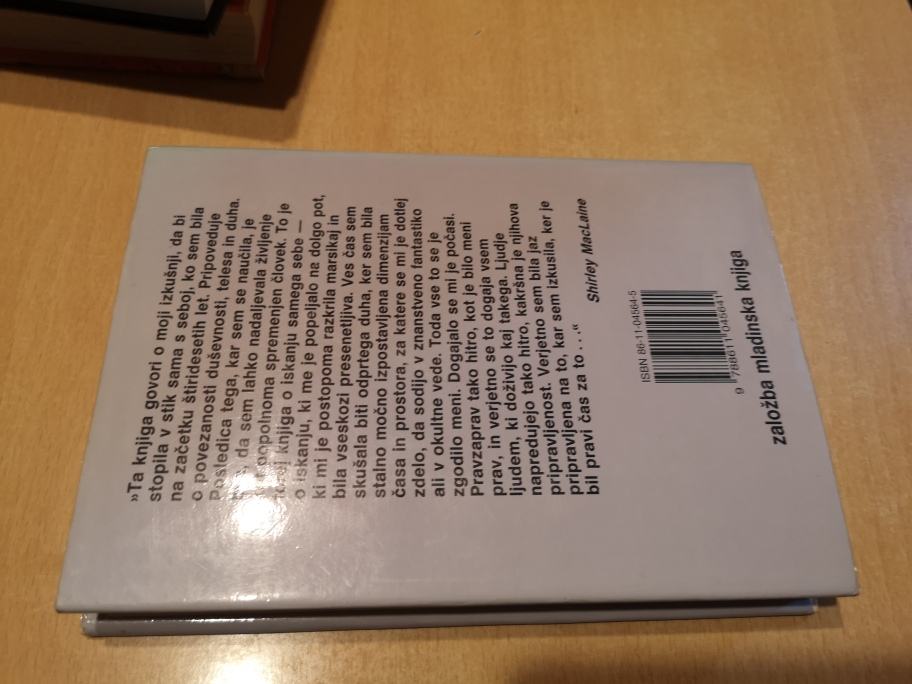 »Ta knjiga govori o moji izkušnji, da bi
stopila v stik sama s seboj, ko sem bila
na začetku štiridesetih let. Pripoveduje
o povezanosti duševnosti, telesa in duha.
Posledica tega, kar sem se naučila, je
da sem lahko nadaljevala življenje
popolnoma spremenjen človek. To je
torej knjiga o iskanju samega sebe —
o iskanju, ki me je popeljalo na dolgo pot,
ki mi je postopoma razkrila marsikaj in
bila vseskozi presenetljiva. Ves čas sem
skušala biti odprtega duha, ker sem bila
stalno močno izpostavljena dimenzijam
časa in prostora, za katere se mi je dotlej
zdelo, da sodijo v znanstveno fantastiko
ali v okultne vede. Toda vse to se je
zgodilo meni. Dogajalo se mi je počasi.
Pravzaprav tako hitro, kot je bilo meni
prav, in verjetno se to dogaja vsem
ljudem, ki doživijo kaj takega. Ljudje
napredujejo tako hitro, kakršna je njihova
pripravljenost. Verjetno sem bila jaz
pripravljena na to, kar sem izkusila, ker je
bil pravi čas za to . . .«
Shirley MacLaine
ISBN 86-11-04564-5
9 788611 045641
založba mladinska knjiga